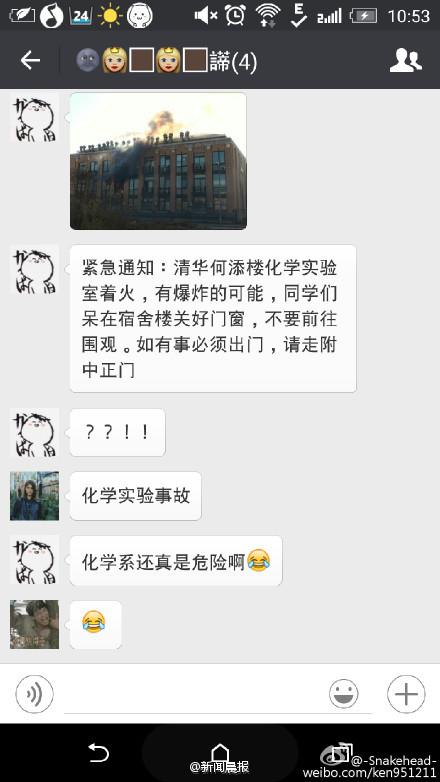 24
10:53
謘(4)
紧急通知：清华何添楼化学实验
室着火，有爆炸的可能，同学们
呆在宿舍楼关好门窗，不要前往
围观。如有事必须出门，请走附
中正门
？？！！
化学实验事故
化学系还真是危险啊😂
😂
@新闻晨报
@-Snakehead-
weibo.com/ken951211